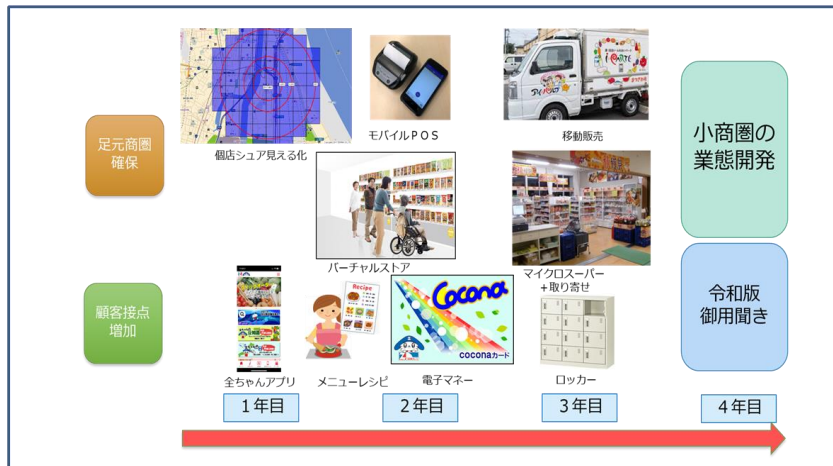 足元商圏
確保
個店シェア見える化
モバイルＰＯＳ
移動販売
小商圏の
業態開発
バーチャルストア
マイクロスーパー
＋取り寄せ
顧客接点
増加
Recipe
Cocona
coconaカード
令和版
御用聞き
全ちゃんアプリ
メニューレシピ
電子マネー
ロッカー
１年目
２年目
３年目
４年目